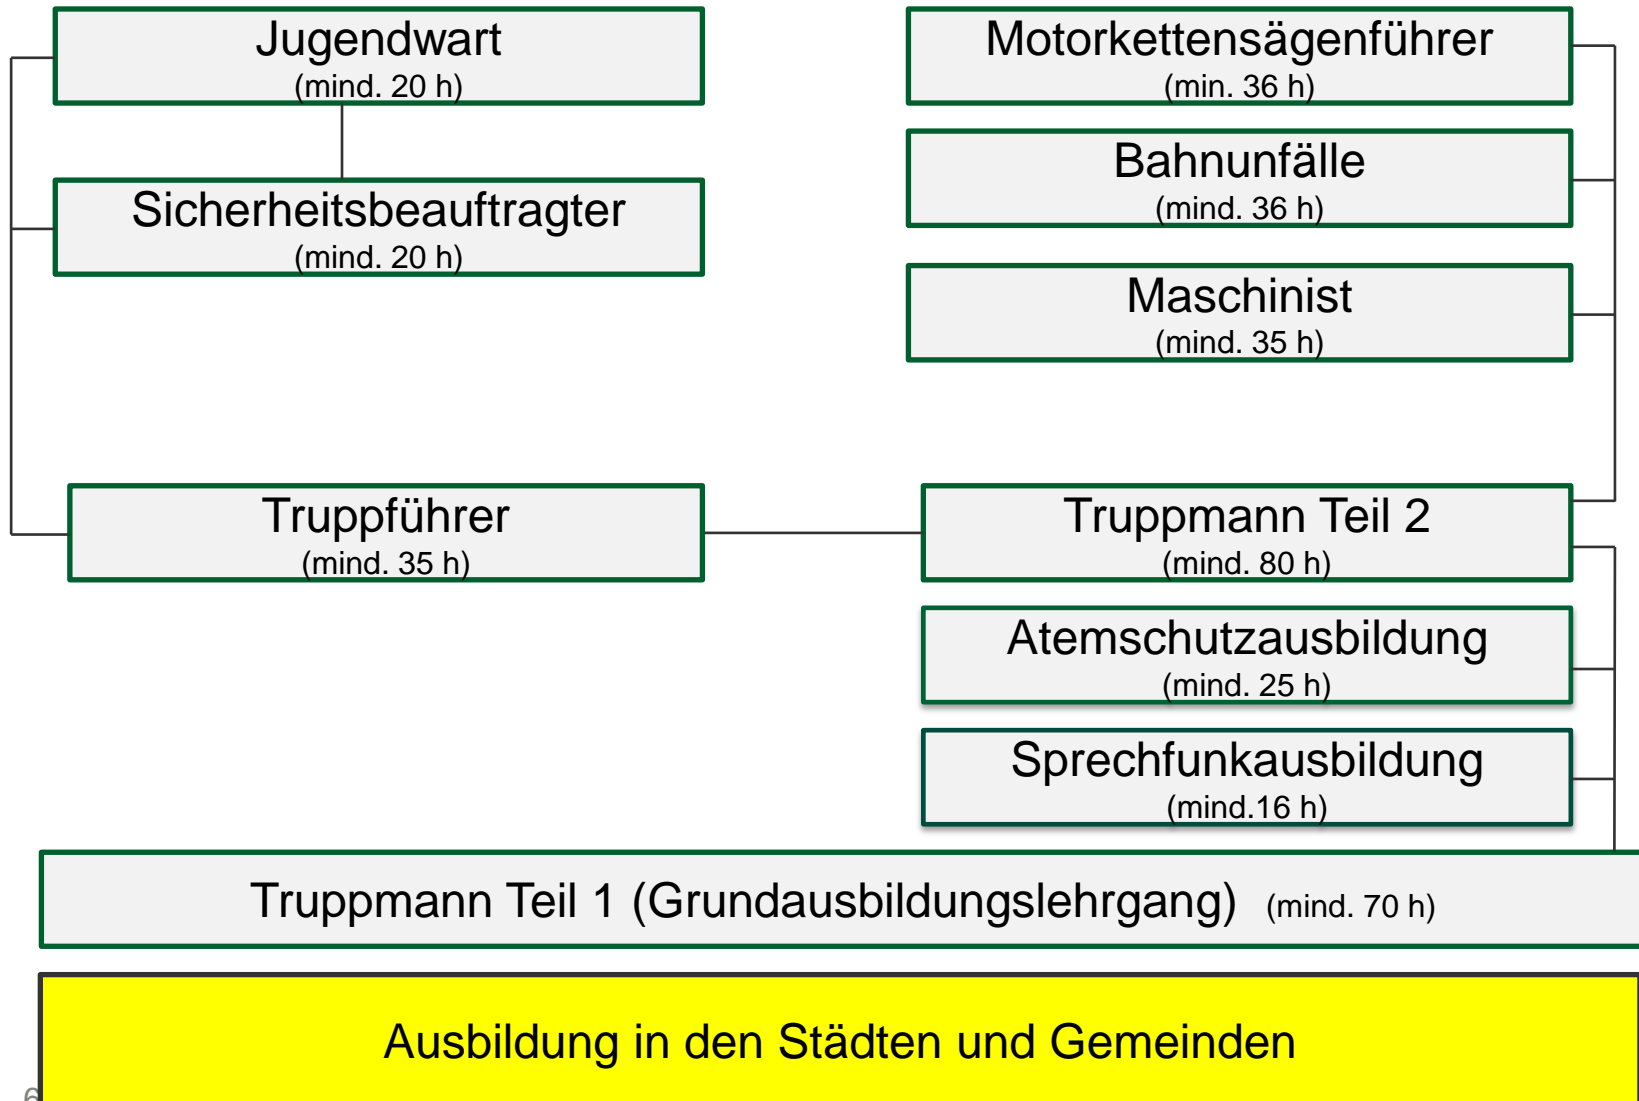 Jugendwart
(mind. 20 h)
Motorkettensägenführer
(min. 36 h)
Bahnunfälle
(mind. 36 h)
Sicherheitsbeauftragter
(mind. 20 h)
Maschinist
(mind. 35 h)
Truppführer
(mind. 35 h)
Truppmann Teil 2
(mind. 80 h)
Atemschutzausbildung
(mind. 25 h)
Sprechfunkausbildung
(mind.16 h)
Truppmann Teil 1 (Grundausbildungslehrgang) (mind. 70 h)
Ausbildung in den Städten und Gemeinden
6